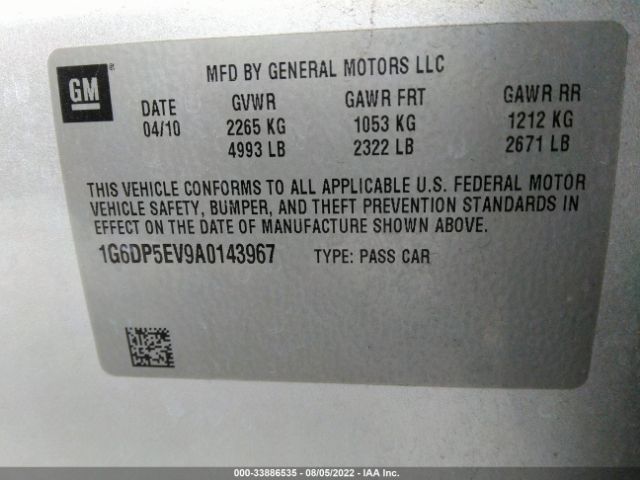 GM ®
MFD BY GENERAL MOTORS LLC
DATE GVWR GAWR FRT GAWR RR
04/10 2265 KG 1053 KG 1212 KG
4993 LB 2322 LB 2671 LB
THIS VEHICLE CONFORMS TO ALL APPLICABLE U.S. FEDERAL MOTOR
VEHICLE SAFETY, BUMPER, AND THEFT PREVENTION STANDARDS IN
EFFECT ON THE DATE OF MANUFACTURE SHOWN ABOVE.
1G6DP5EV9A0143967 TYPE: PASS CAR
000-33886535 - 08/05/2022 - IAA Inc.